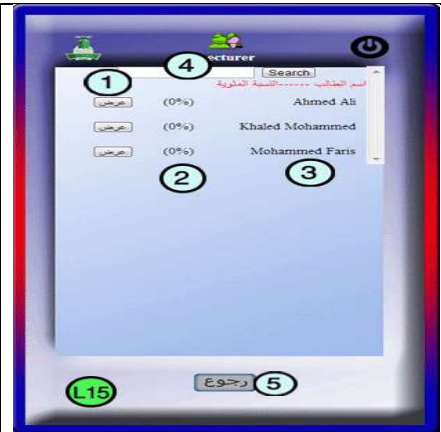 ecturer
4
Search
1
اسم الطالب ------النسبة المئوية
عرض (0%) Ahmed Ali
عرض (0%) Khaled Mohammed
عرض (0%) Mohammed Faris
2 3
رجوع 5
L15